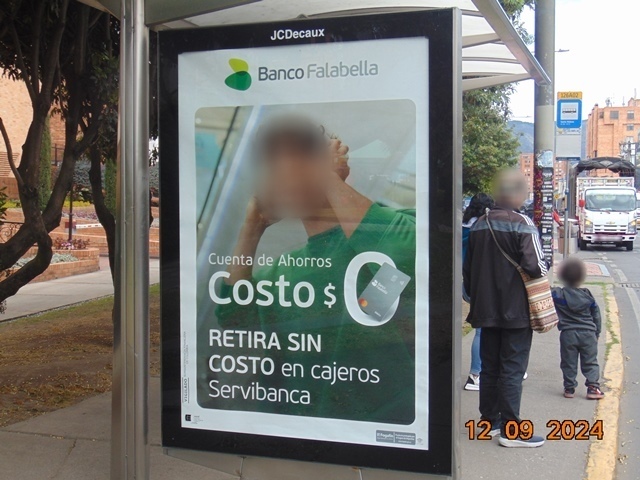 JCDecaux
Banco Falabella
Cuenta de Ahorros
Costo $0
RETIRA SIN
COSTO en cajeros
Servibanca
12 09 2024